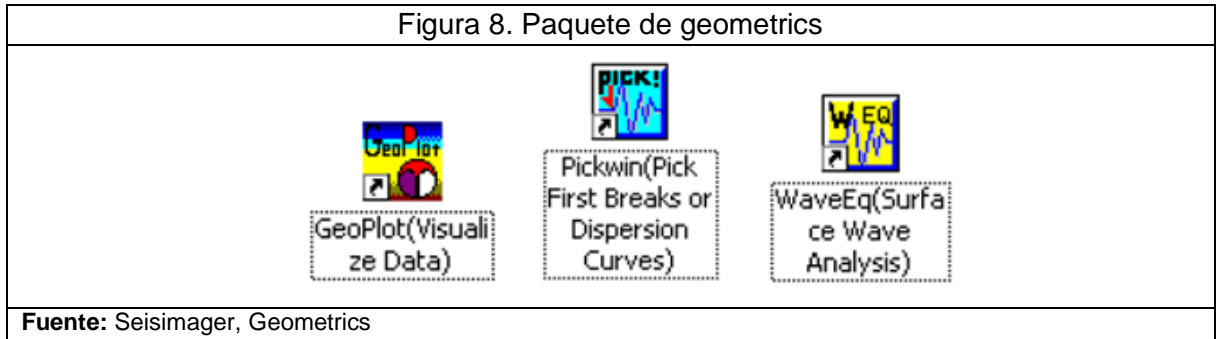 Figura 8. Paquete de geometrics
GeoPlot
GeoPlot(Visuali
ze Data)
PICK!
Pickwin(Pick
First Breaks or
Dispersion
Curves)
W EQ
WaveEq(Surfa
ce Wave
Analysis)
Fuente: Seisimager, Geometrics